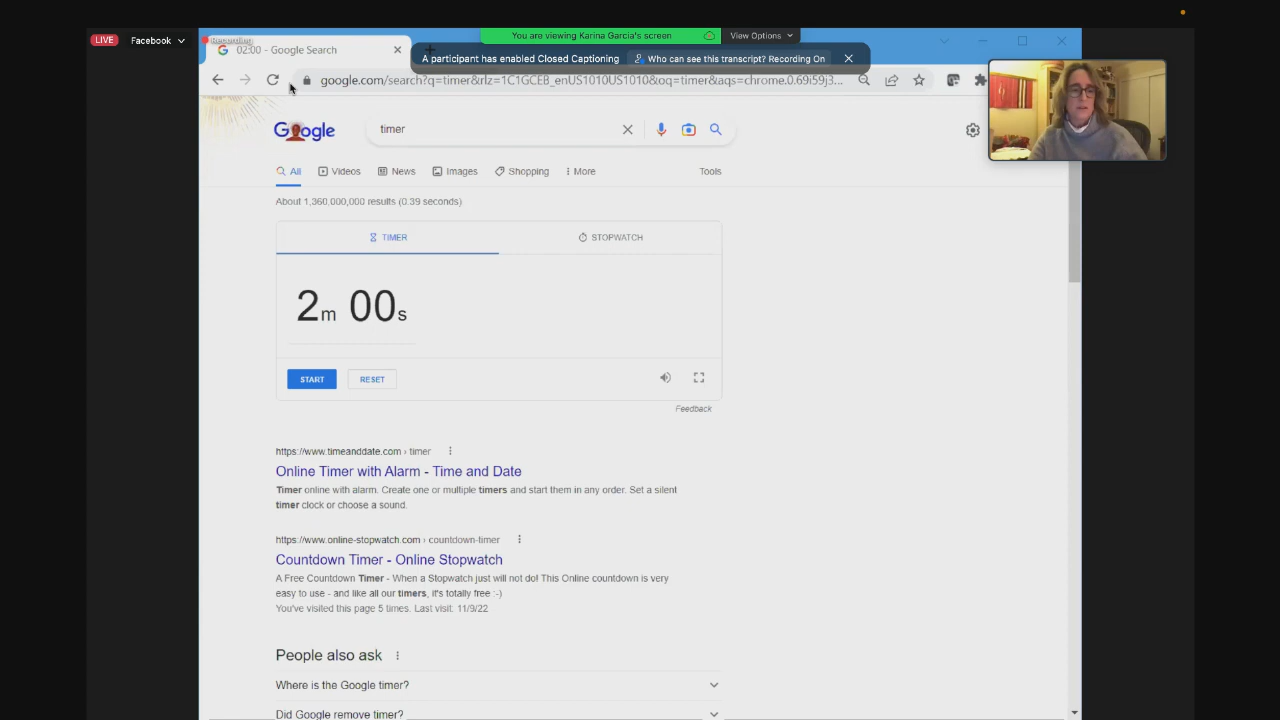 LIVE
Facebook
You are viewing Karina Garcia's screen
View Options
Recording
02:00 - Google Search
A participant has enabled Closed Captioning
Who can see this transcript? Recording On
google.com/search?q=timer&rlz=1C1GCEB_enUS1010US1010&oq=timer&aqs=chrome.0.69i59j3...
Google
timer
All
Videos
News
Images
Shopping
More
Tools
About 1,360,000,000 results (0.39 seconds)
TIMER
STOPWATCH
2m 00s
START
RESET
Feedback
https://www.timeanddate.com › timer
Online Timer with Alarm - Time and Date
Timer online with alarm. Create one or multiple timers and start them in any order. Set a silent
timer clock or choose a sound.
https://www.online-stopwatch.com › countdown-timer
Countdown Timer - Online Stopwatch
A Free Countdown Timer - When a Stopwatch just will not do! This Online countdown is very
easy to use - and like all our timers, it's totally free :-)
You've visited this page 5 times. Last visit: 11/9/22
People also ask
Where is the Google timer?
Did Google remove timer?